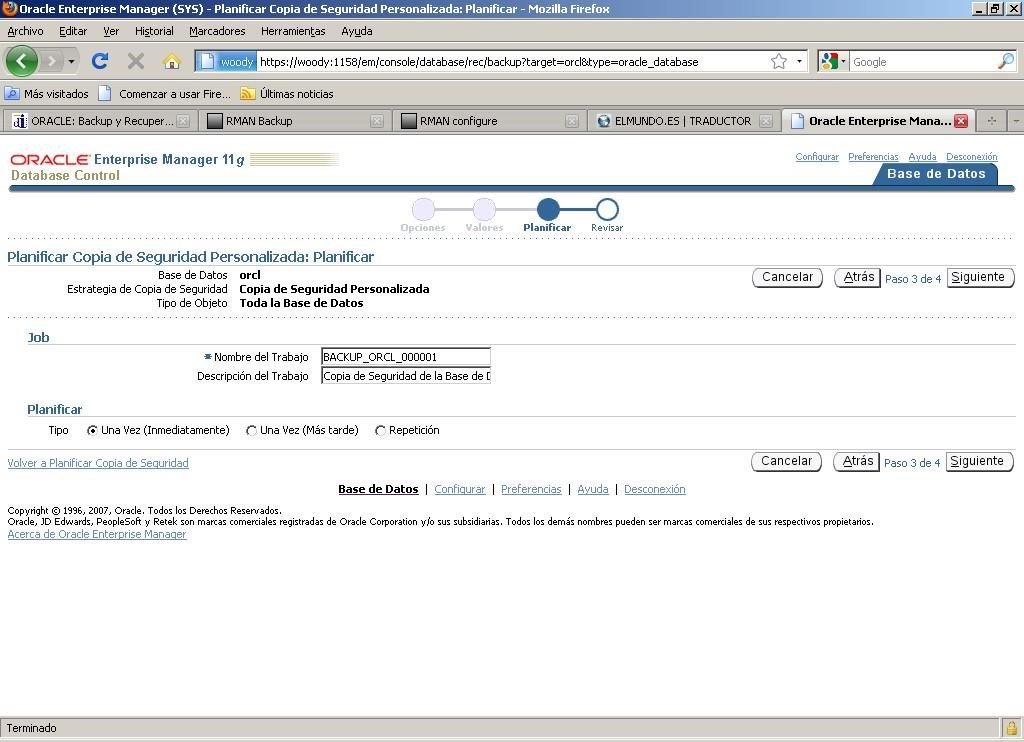 Oracle Enterprise Manager (SYS) - Planificar Copia de Seguridad Personalizada: Planificar - Mozilla Firefox
Archivo Editar Ver Historial Marcadores Herramientas Ayuda
woody https://woody:1158/em/console/database/rec/backup?target=orcl&type=oracle_database Google
Más visitados Comenzar a usar Fire... Últimas noticias
ORACLE: Backup y Recuper... RMAN Backup RMAN configure ELMUNDO.ES | TRADUCTOR Oracle Enterprise Mana...
ORACLE Enterprise Manager 11g
Database Control
Configurar Preferencias Ayuda Desconexión
Base de Datos
Opciones Valores Planificar Revisar
Planificar Copia de Seguridad Personalizada: Planificar
Base de Datos orcl
Estrategia de Copia de Seguridad Copia de Seguridad Personalizada
Tipo de Objeto Toda la Base de Datos
Cancelar Atrás Paso 3 de 4 Siguiente
Job
* Nombre del Trabajo BACKUP_ORCL_000001
Descripción del Trabajo Copia de Seguridad de la Base de D
Planificar
Tipo Una Vez (Inmediatamente) Una Vez (Más tarde) Repetición
Volver a Planificar Copia de Seguridad
Cancelar Atrás Paso 3 de 4 Siguiente
Base de Datos | Configurar | Preferencias | Ayuda | Desconexión
Copyright © 1996, 2007, Oracle. Todos los Derechos Reservados.
Oracle, JD Edwards, PeopleSoft y Retek son marcas comerciales registradas de Oracle Corporation y/o sus subsidiarias. Todos los demás nombres pueden ser marcas comerciales de sus respectivos propietarios.
Acerca de Oracle Enterprise Manager
Terminado